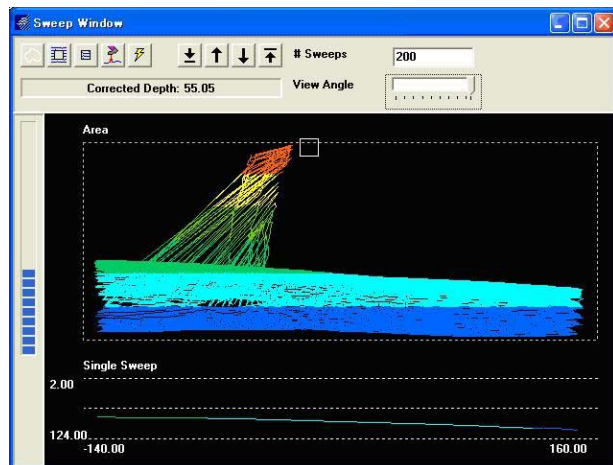 Sweep Window
# Sweeps 200
Corrected Depth: 55.05
View Angle
Area
Single Sweep
2.00
124.00
-140.00 160.00